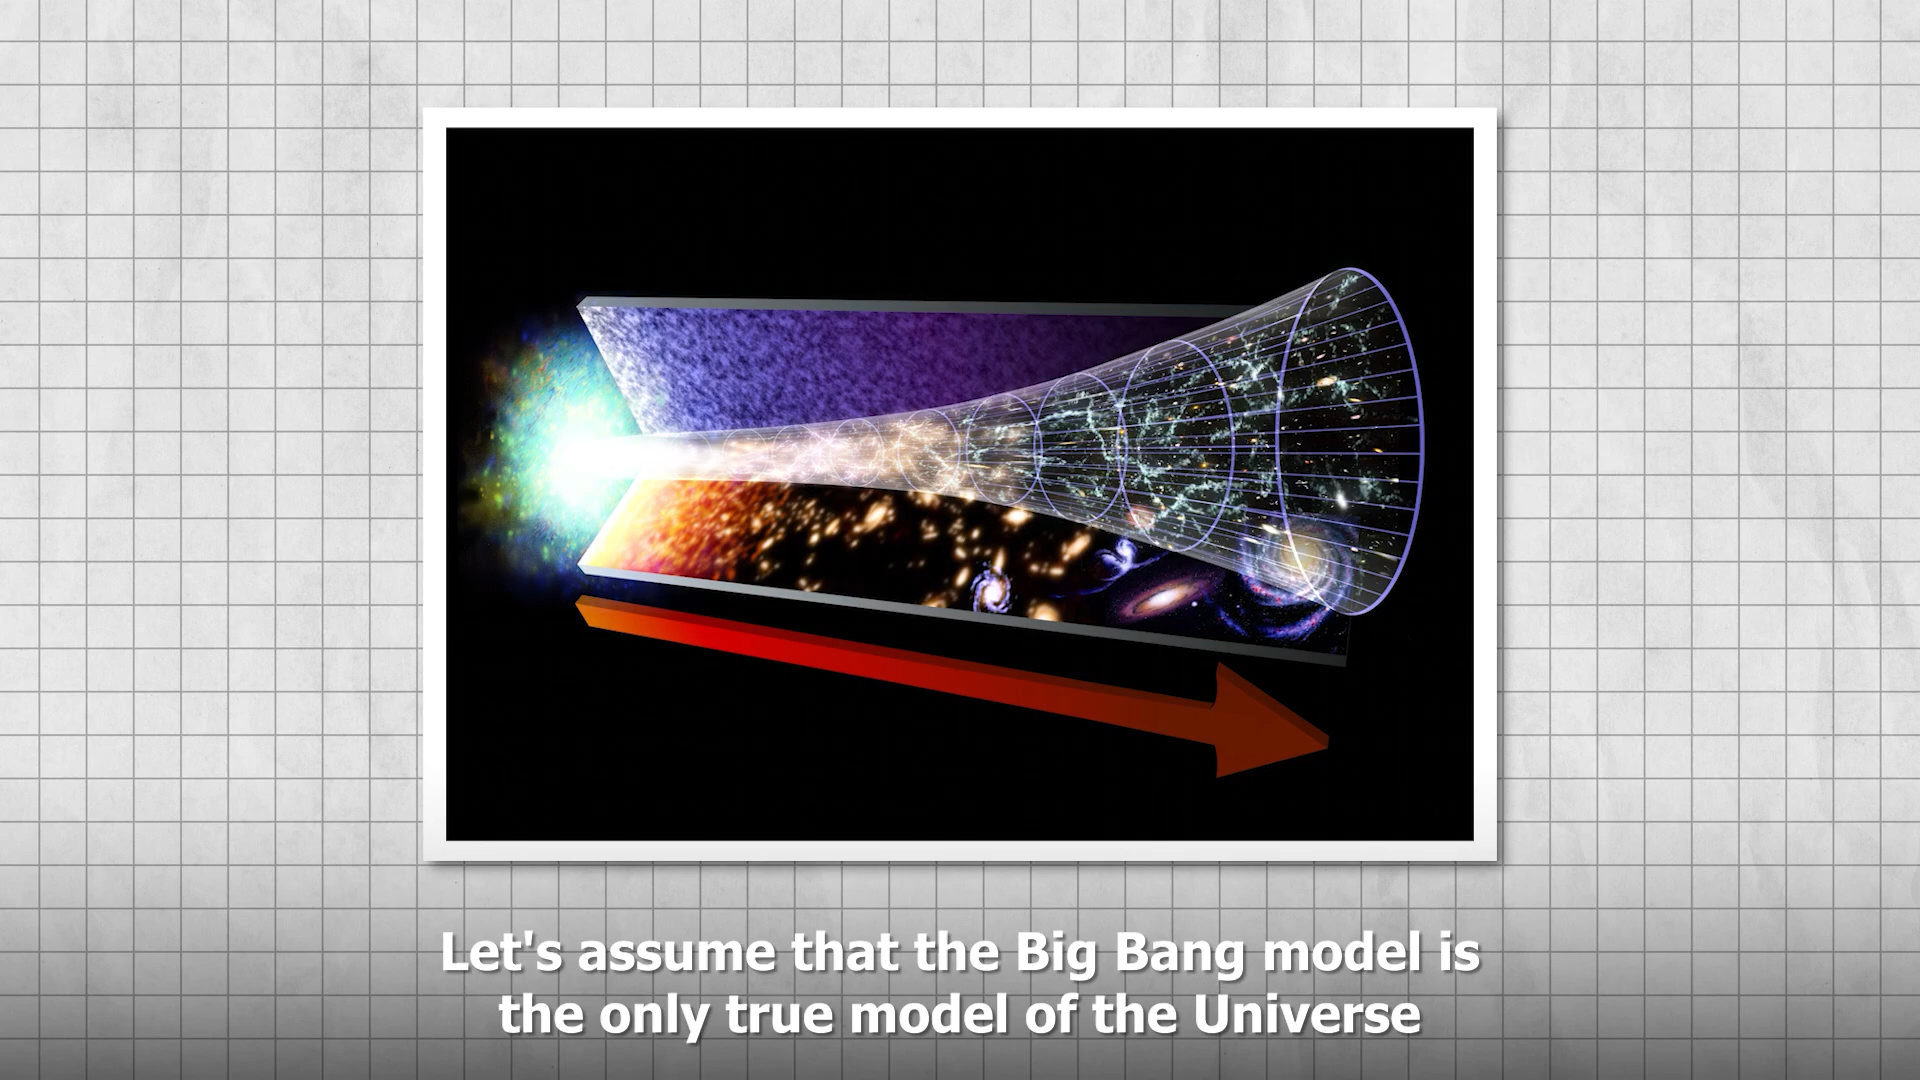 Let's assume that the Big Bang model is
the only true model of the Universe